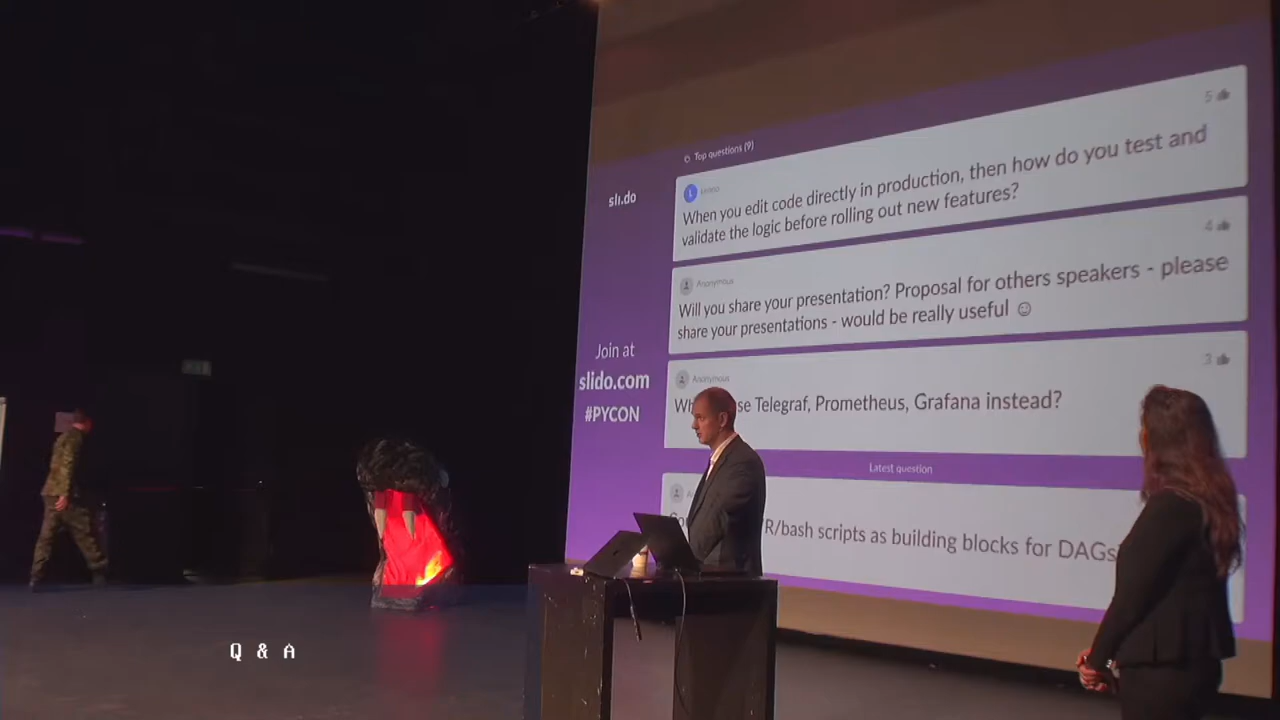 Top questions (9)
sli.do
5
When you edit code directly in production, then how do you test and
validate the logic before rolling out new features?
4
Anonymous
Will you share your presentation? Proposal for others speakers - please
share your presentations - would be really useful ☺
Join at
slido.com
#PYCON
3
Anonymous
se Telegraf, Prometheus, Grafana instead?
Latest question
R/bash scripts as building blocks for DAGs
Q & A